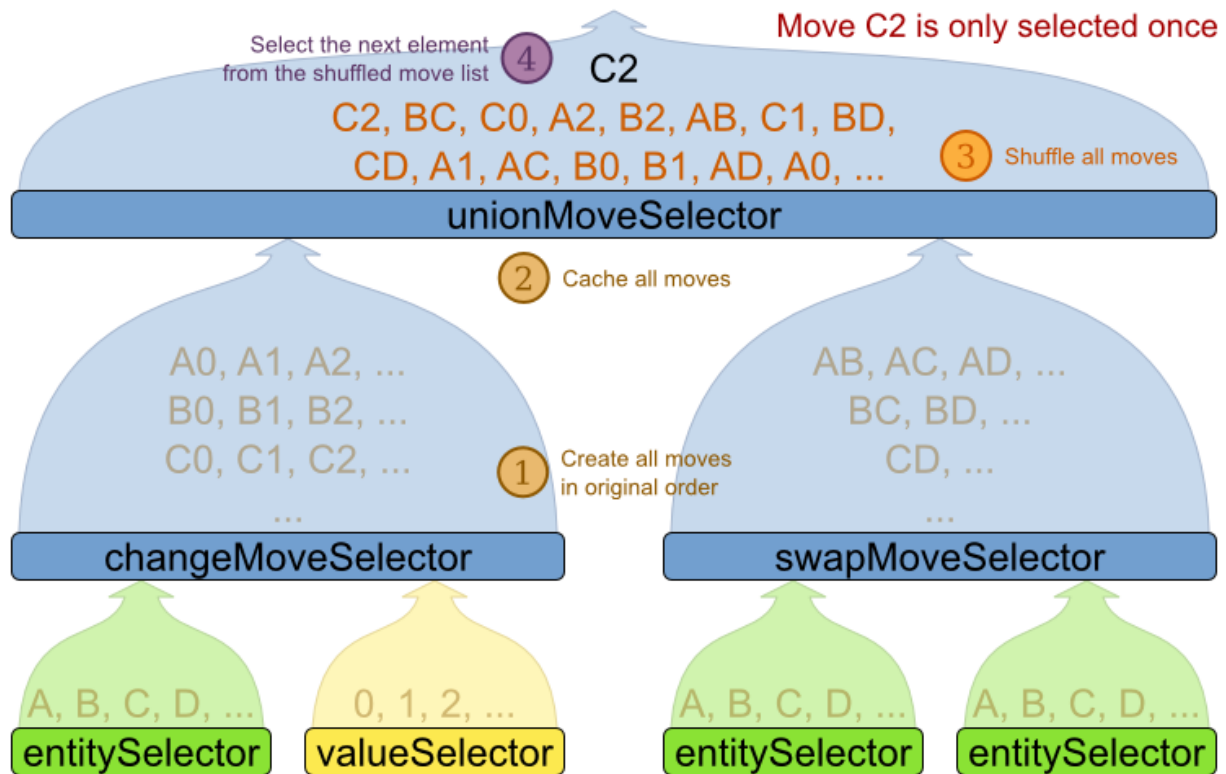 Move C2 is only selected once
Select the next element
from the shuffled move list
4
C2
C2, BC, C0, A2, B2, AB, C1, BD,
CD, A1, AC, B0, B1, AD, A0, ...
3
Shuffle all moves
unionMoveSelector
2
Cache all moves
A0, A1, A2, ...
B0, B1, B2, ...
C0, C1, C2, ...
...
AB, AC, AD, ...
BC, BD, ...
CD, ...
...
1
Create all moves
in original order
changeMoveSelector
swapMoveSelector
A, B, C, D, ...
0, 1, 2, ...
A, B, C, D, ...
A, B, C, D, ...
entitySelector
valueSelector
entitySelector
entitySelector